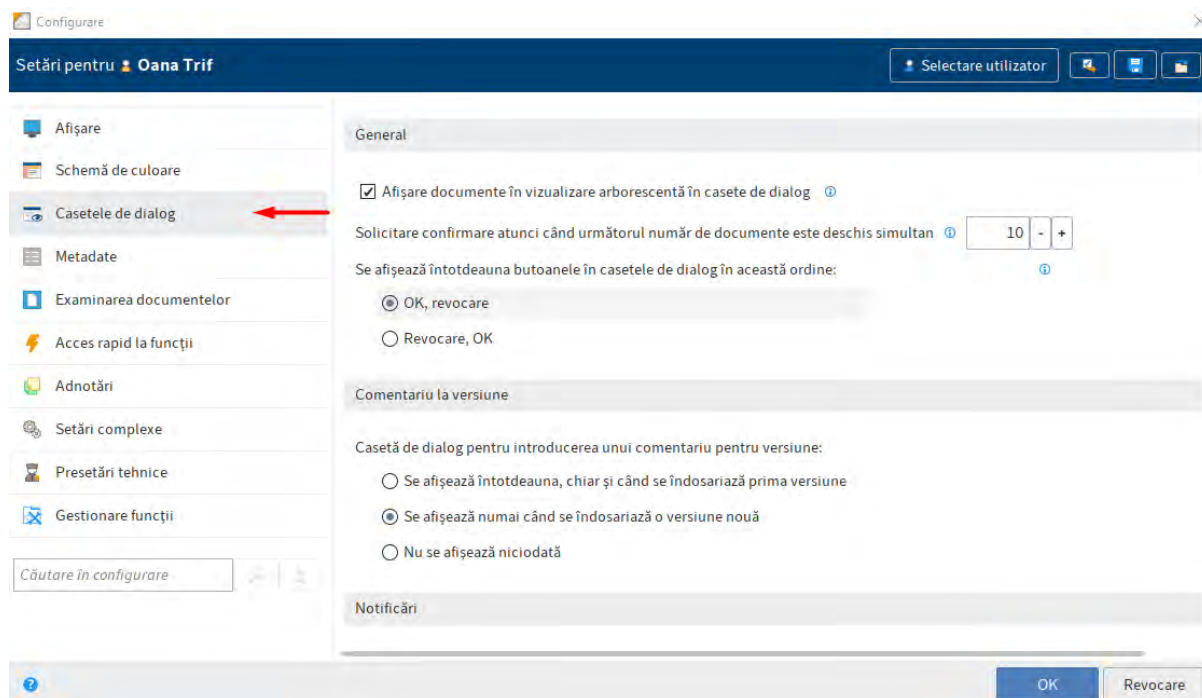 Configurare
Setări pentru Oana Trif
Selectare utilizator
Afișare
Schemă de culoare
Casetele de dialog
Metadate
Examinarea documentelor
Acces rapid la funcții
Adnotări
Setări complexe
Presetări tehnice
Gestionare funcții
Căutare în configurare
General
Afișare documente în vizualizare arborescentă în casete de dialog
Solicitare confirmare atunci când următorul număr de documente este deschis simultan 10 - +
Se afișează întotdeauna butoanele în casetele de dialog în această ordine:
OK, revocare
Revocare, OK
Comentariu la versiune
Casetă de dialog pentru introducerea unui comentariu pentru versiune:
Se afișează întotdeauna, chiar și când se îndosariază prima versiune
Se afișează numai când se îndosariază o versiune nouă
Nu se afișează niciodată
Notificări
OK Revocare